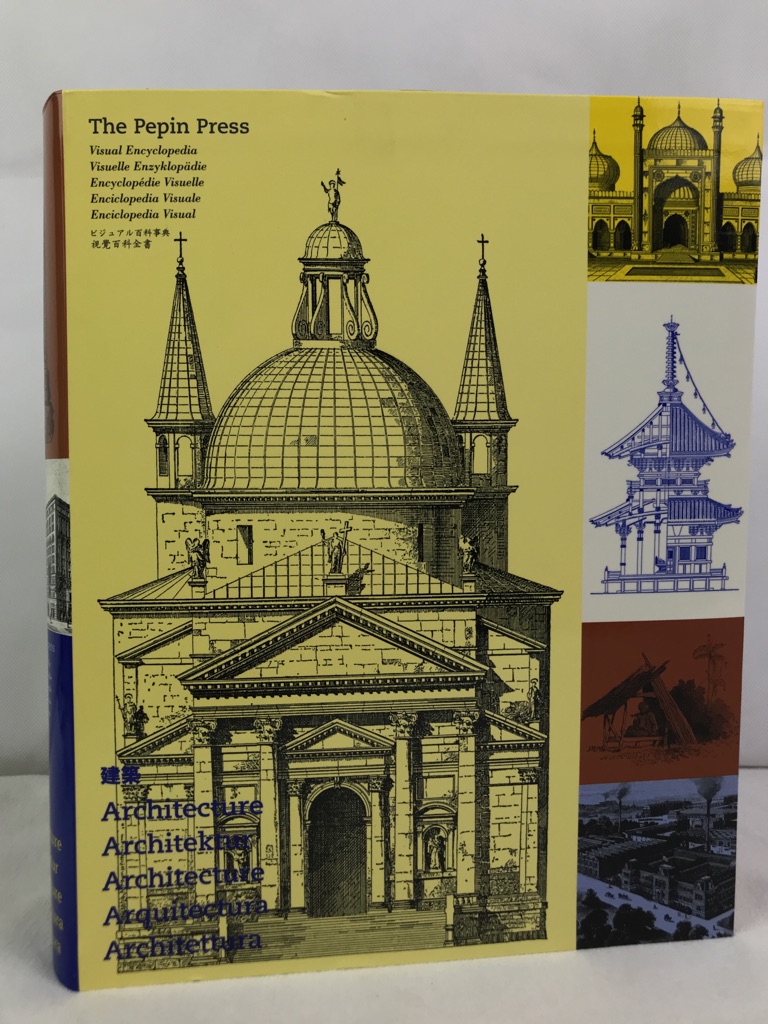 The Pepin Press
Visual Encyclopedia
Visuelle Enzyklopädie
Encyclopédie Visuelle
Enciclopedia Visuale
Enciclopedia Visual
ビジュアル百科事典
視覺百科全書
建築
Architecture
Architektur
Architecture
Arquitectura
Architettura